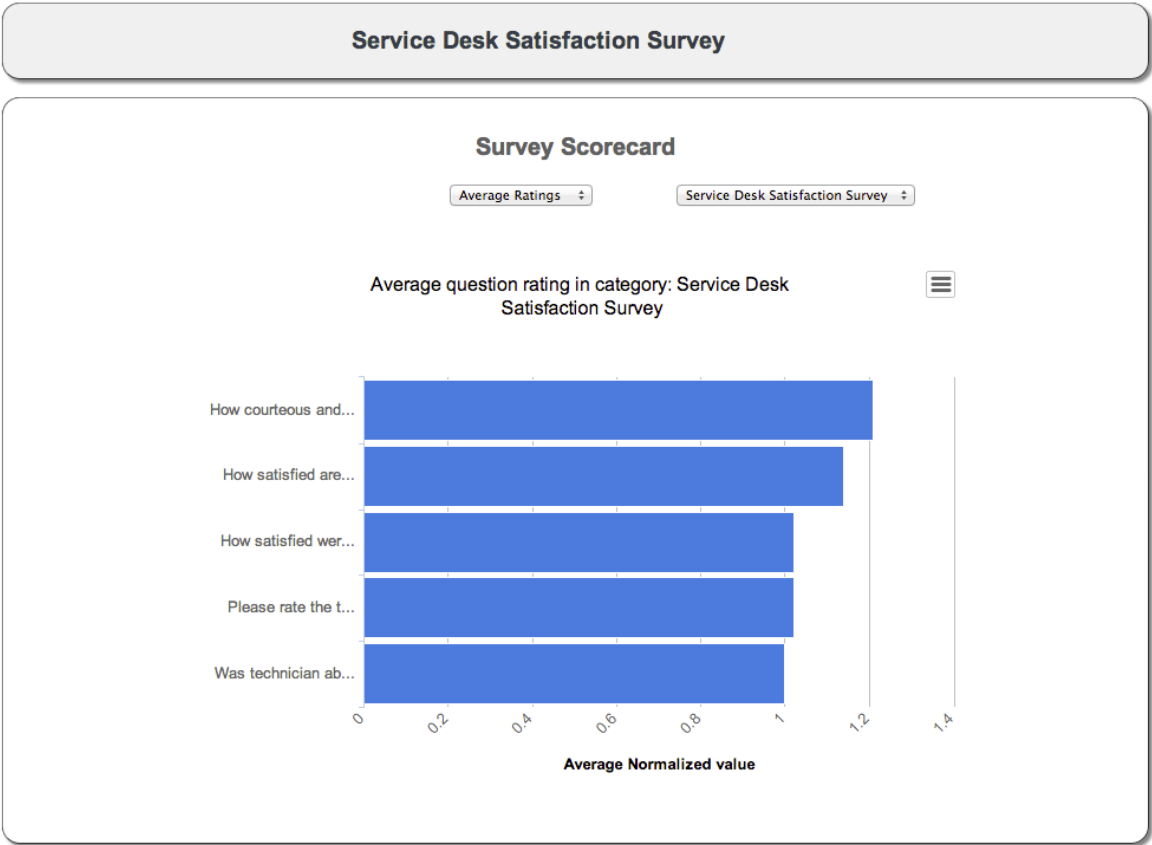 Service Desk Satisfaction Survey
Survey Scorecard
Average Ratings
Service Desk Satisfaction Survey
Average question rating in category: Service Desk
Satisfaction Survey
How courteous and...
How satisfied are...
How satisfied wer...
Please rate the t...
Was technician ab...
0 0.2 0.4 0.6 0.8 1 1.2 1.4
Average Normalized value